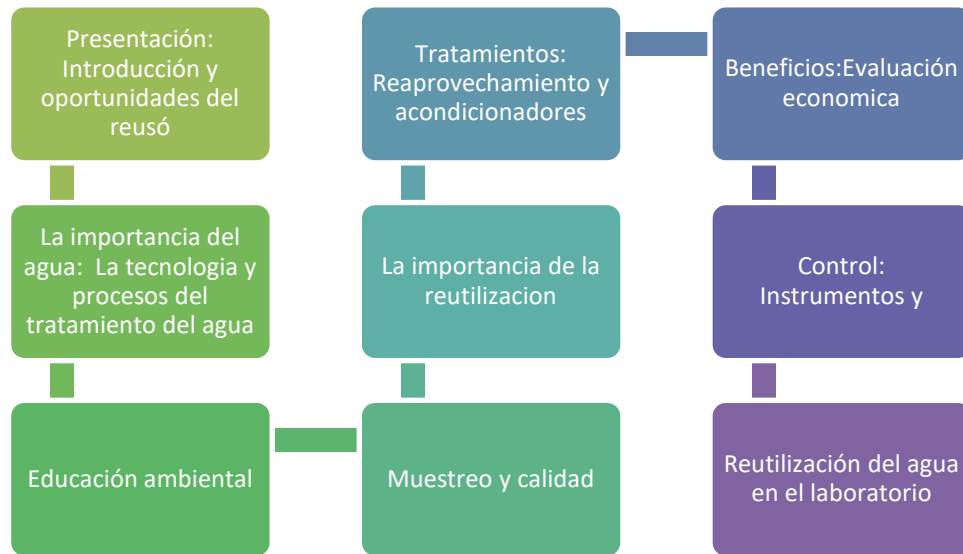 Presentación:
Introducción y
oportunidades del
reusó
La importancia del
agua:  La tecnologia y
procesos del
tratamiento del agua
Educación ambiental
Muestreo y calidad
La importancia de la
reutilizacion
Tratamientos:
Reaprovechamiento y
acondicionadores
Beneficios:Evaluación
economica
Control:
Instrumentos y
Reutilización del agua
en el laboratorio